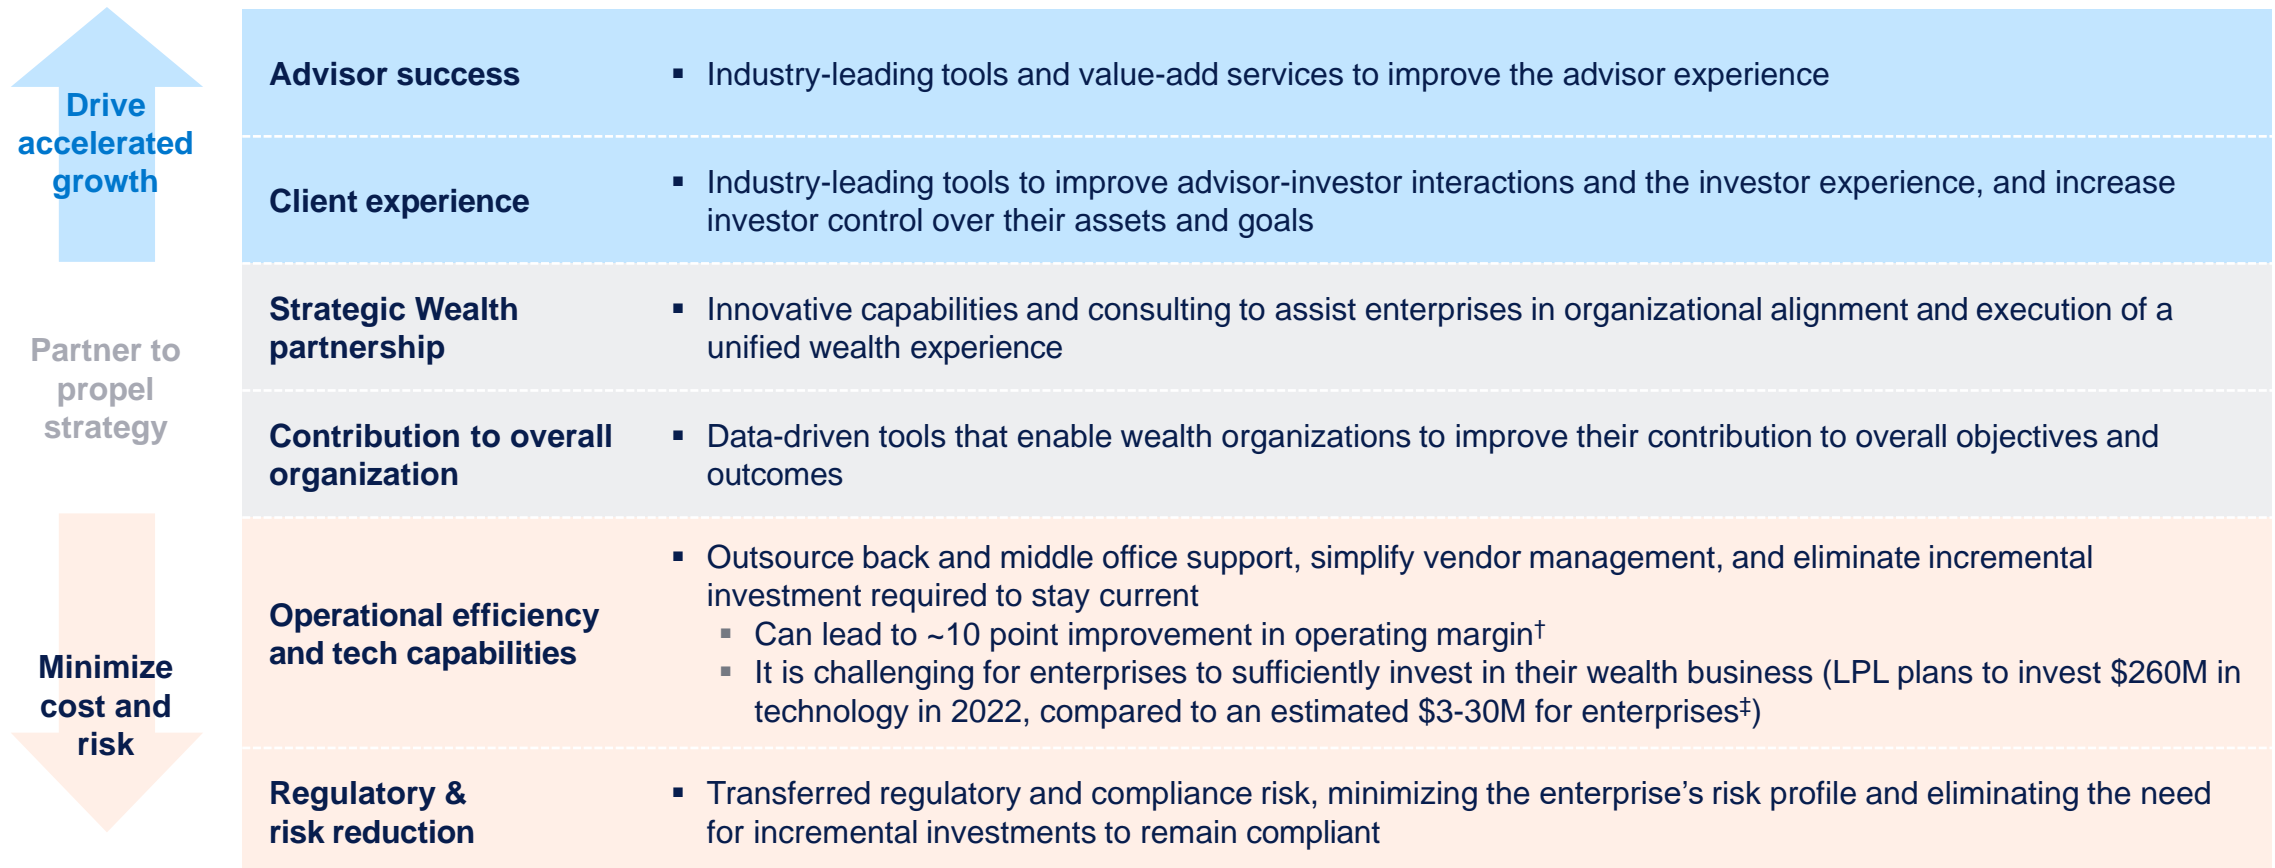 Drive
accelerated
growth
Advisor success
▪ Industry-leading tools and value-add services to improve the advisor experience
Client experience
▪ Industry-leading tools to improve advisor-investor interactions and the investor experience, and increase
investor control over their assets and goals
Partner to
propel
strategy
Strategic Wealth
partnership
▪ Innovative capabilities and consulting to assist enterprises in organizational alignment and execution of a
unified wealth experience
Contribution to overall
organization
▪ Data-driven tools that enable wealth organizations to improve their contribution to overall objectives and
outcomes
Minimize
cost and
risk
Operational efficiency
and tech capabilities
▪ Outsource back and middle office support, simplify vendor management, and eliminate incremental
investment required to stay current
▪ Can lead to ~10 point improvement in operating margin†
▪ It is challenging for enterprises to sufficiently invest in their wealth business (LPL plans to invest $260M in
technology in 2022, compared to an estimated $3-30M for enterprises‡)
Regulatory &
risk reduction
▪ Transferred regulatory and compliance risk, minimizing the enterprise’s risk profile and eliminating the need
for incremental investments to remain compliant